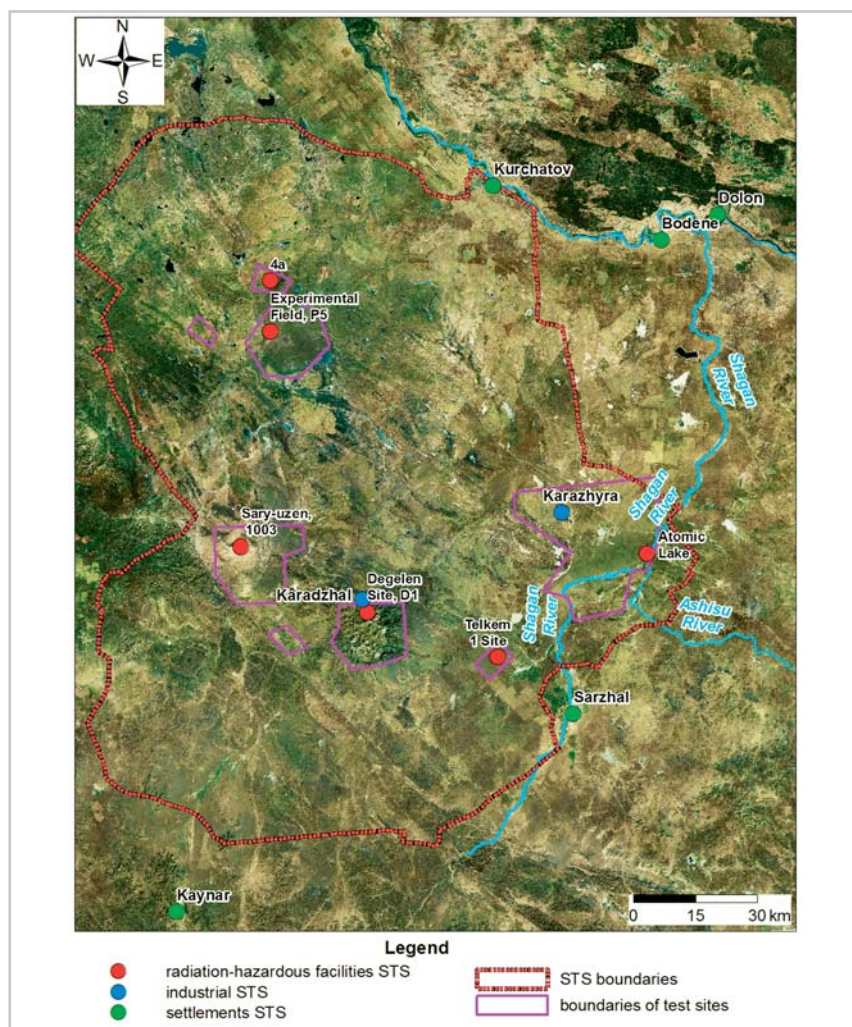 N
W E
S
Kurchatov
Dolon
Bodene
4a
Experimental
Field, P5
Shagan
River
Karazhyra
Shagan
River
Sary-uzen,
1003
Atomic
Lake
Karadzhal
Degelen
Site, D1
Shagan
River
Ashisu
River
Telkem
1 Site
Sarzhal
Kaynar
0 15 30 km
Legend
radiation-hazardous facilities STS
industrial STS
settlements STS
STS boundaries
boundaries of test sites